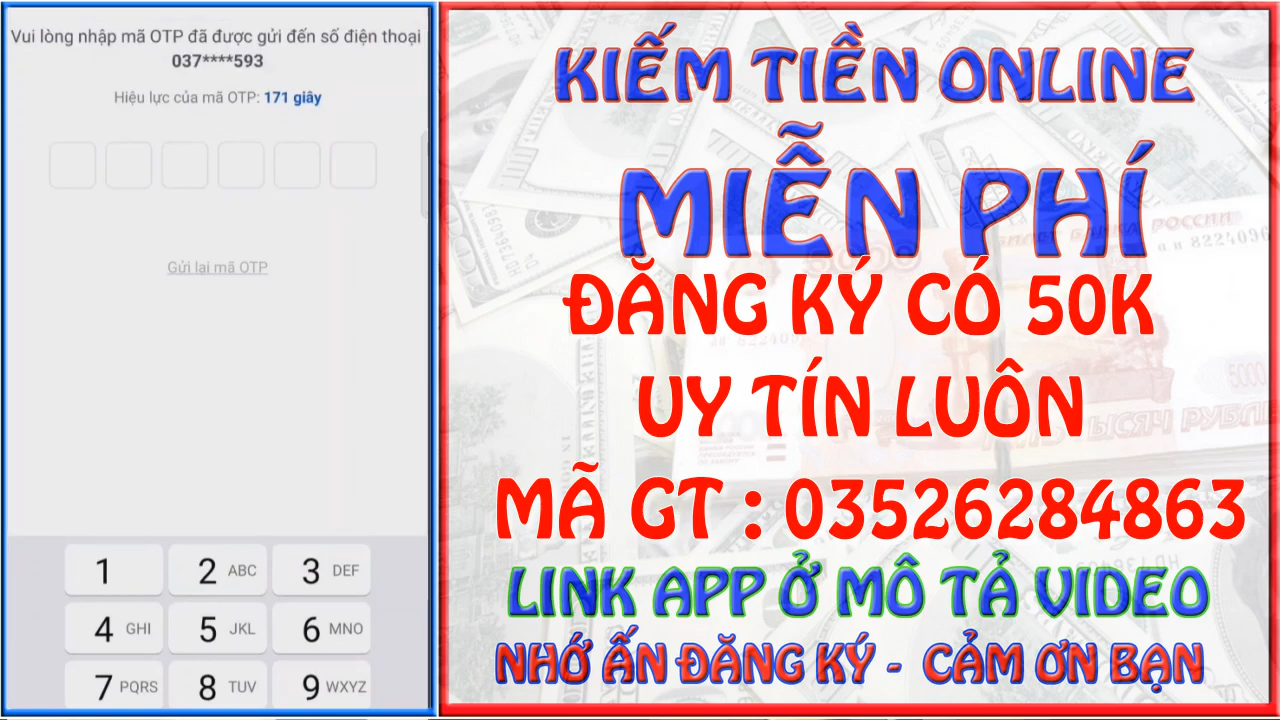 Vui lòng nhập mã OTP đã được gửi đến số điện thoại
037****593
Hiệu lực của mã OTP: 171 giây
Gửi lại mã OTP
1
2 ABC
3 DEF
4 GHI
5 JKL
6 MNO
7 PQRS
8 TUV
9 WXYZ
KIẾM TIỀN ONLINE
MIỄN PHÍ
ĐĂNG KÝ CÓ 50K
UY TÍN LUÔN
MÃ GT : 03526284863
LINK APP Ở MÔ TẢ VIDEO
NHỚ ẤN ĐĂNG KÝ - CẢM ƠN BẠN